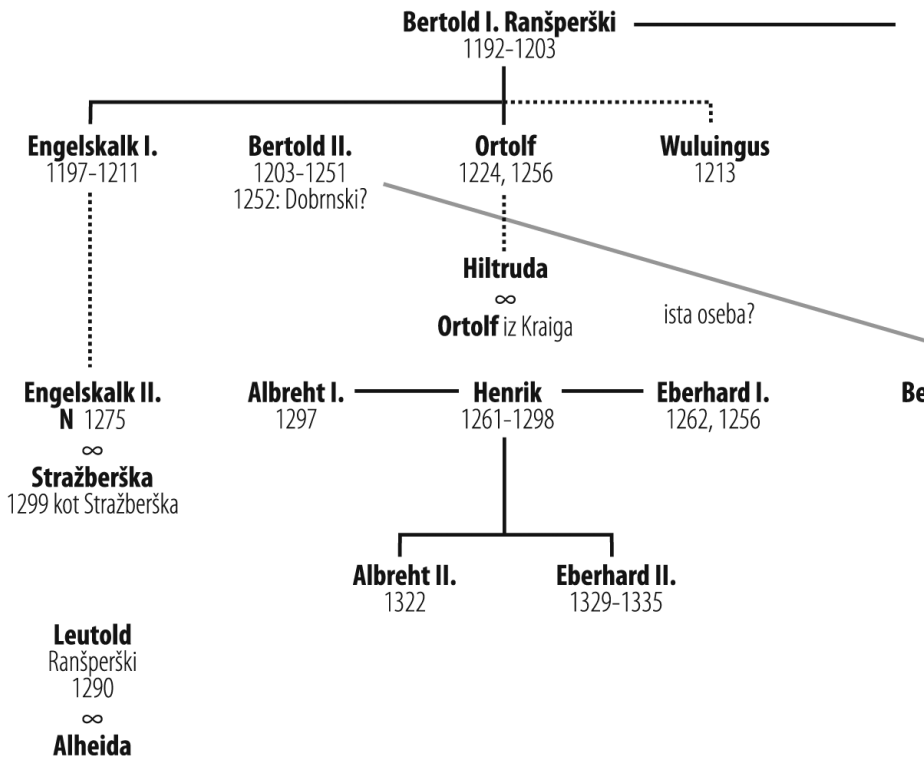 Bertold I. Ranšperški
1192-1203
Engelskalk I.
1197-1211
Bertold II.
1203-1251
1252: Dobrnski?
Ortolf
1224, 1256
Wuluingus
1213
Hiltruda
∞
Ortolf iz Kraiga
ista oseba?
Engelskalk II.
N 1275
∞
Stražberška
1299 kot Stražberška
Albreht I.
1297
Henrik
1261-1298
Eberhard I.
1262, 1256
Be
Albreht II.
1322
Eberhard II.
1329-1335
Leutold
Ranšperški
1290
∞
Alheida